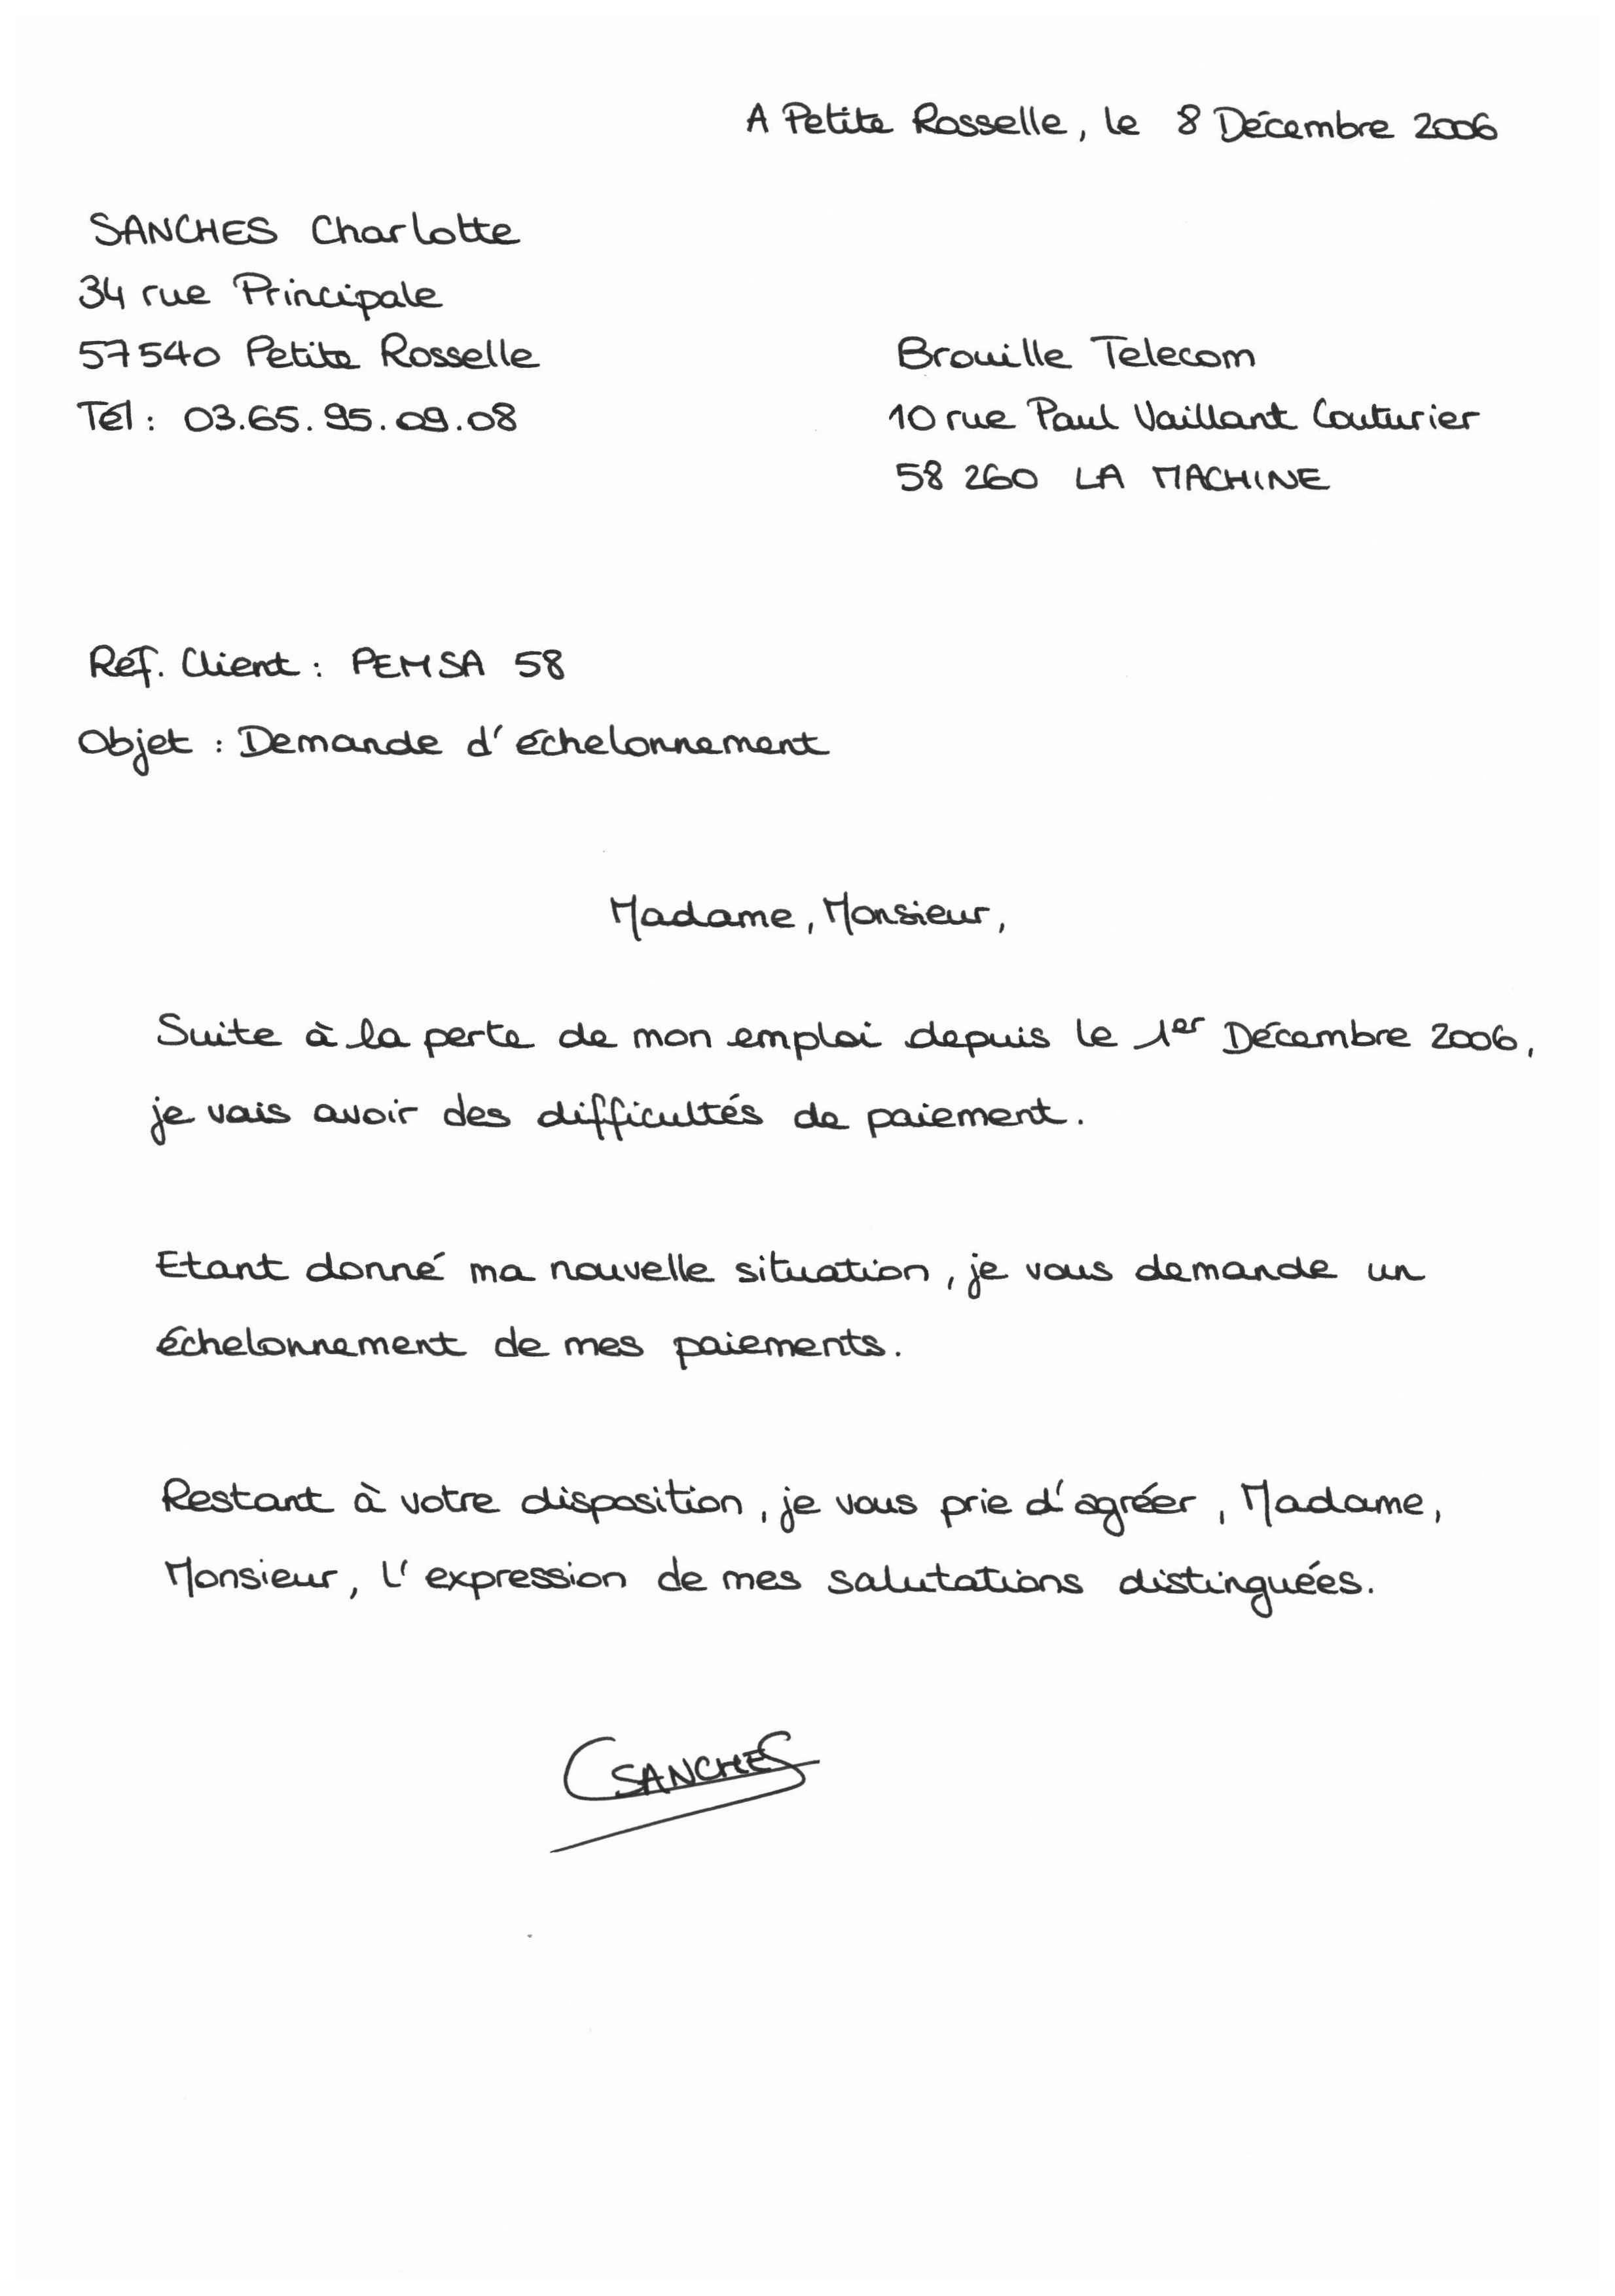 A Petite Rosselle, le 8 Décembre 2006
SANCHES Charlotte
34 rue Principale
57540 Petite Rosselle
Tél : 03.65.95.09.08
Brouille Telecom
10 rue Paul Vaillant Couturier
58 260 LA MACHINE
Réf. Client : PEMSA 58
Objet : Demande d'échelonnement
Madame, Monsieur,
Suite à la perte de mon emploi depuis le 1er Décembre 2006,
je vais avoir des difficultés de paiement.
Etant donné ma nouvelle situation, je vous demande un
échelonnement de mes paiements.
Restant à votre disposition, je vous prie d'agréer, Madame,
Monsieur, l'expression de mes salutations distinguées.
CSANCHES